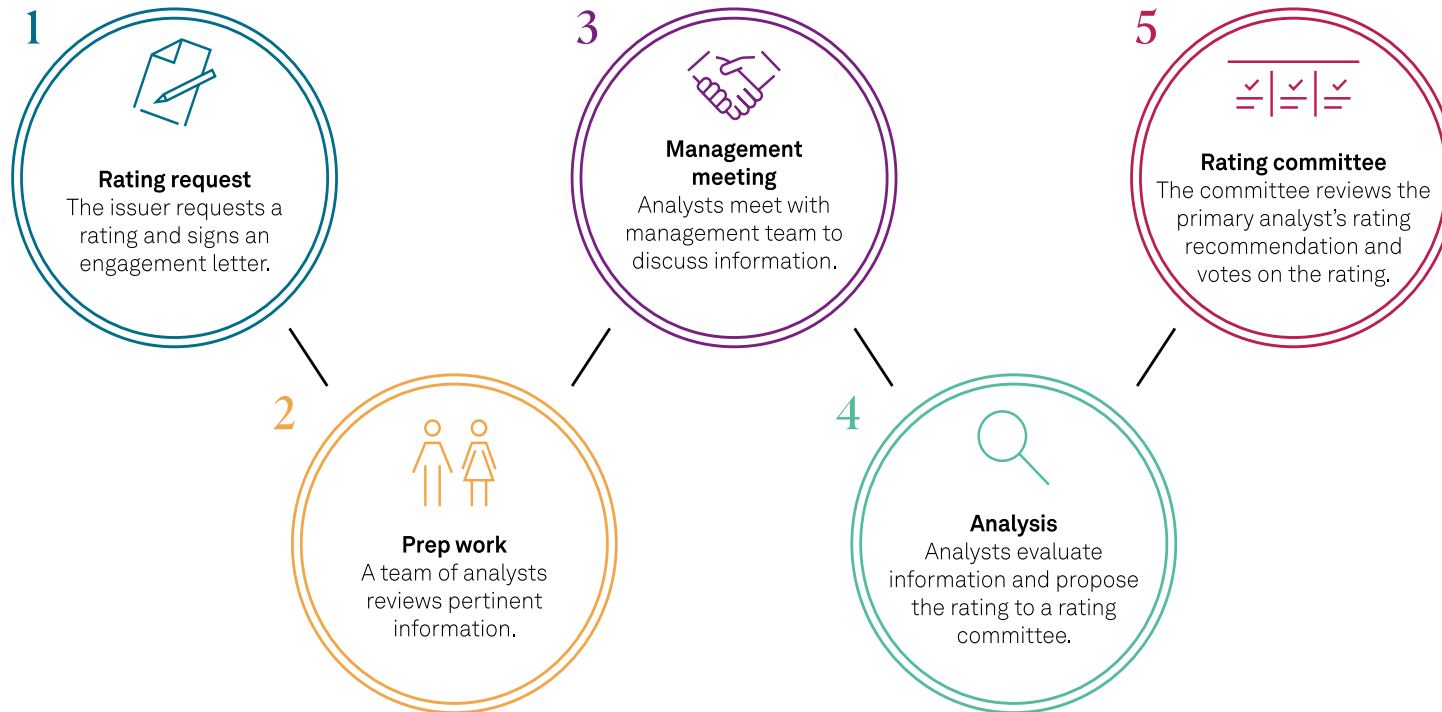 1
Rating request
The issuer requests a
rating and signs an
engagement letter.
2
Prep work
A team of analysts
reviews pertinent
information.
3
Management
meeting
Analysts meet with
management team to
discuss information.
4
Analysis
Analysts evaluate
information and propose
the rating to a rating
committee.
5
Rating committee
The committee reviews the
primary analyst’s rating
recommendation and
votes on the rating.